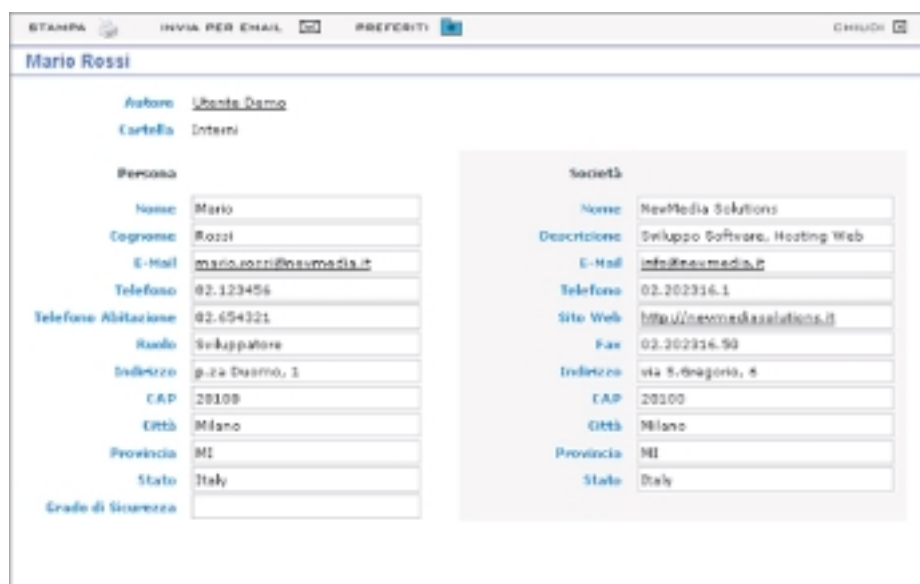 STAMPA INVIA PER EMAIL PREFERITI CHIUDI
Mario Rossi
Autore Utente Demo
Cartella Interni
Persona
Nome Mario
Cognome Rossi
E-Mail mario.rossi@newmedia.it
Telefono 02.123456
Telefono Abitazione 02.654321
Ruolo Sviluppatore
Indirizzo p.za Duomo, 1
CAP 20100
Città Milano
Provincia MI
Stato Italy
Grado di Sicurezza
Società
Nome NewMedia Solutions
Descrizione Sviluppo Software, Hosting Web
E-Mail info@newmedia.it
Telefono 02.202316.1
Sito Web http://newmediasolutions.it
Fax 02.202316.50
Indirizzo via S.Gregorio, 6
CAP 20100
Città Milano
Provincia MI
Stato Italy